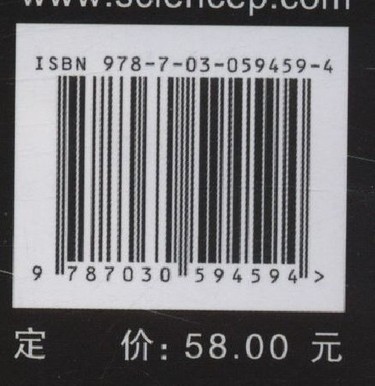 www.sciencep.com
ISBN 978-7-03-059459-4
9 787030 594594 >
定 价：58.00 元